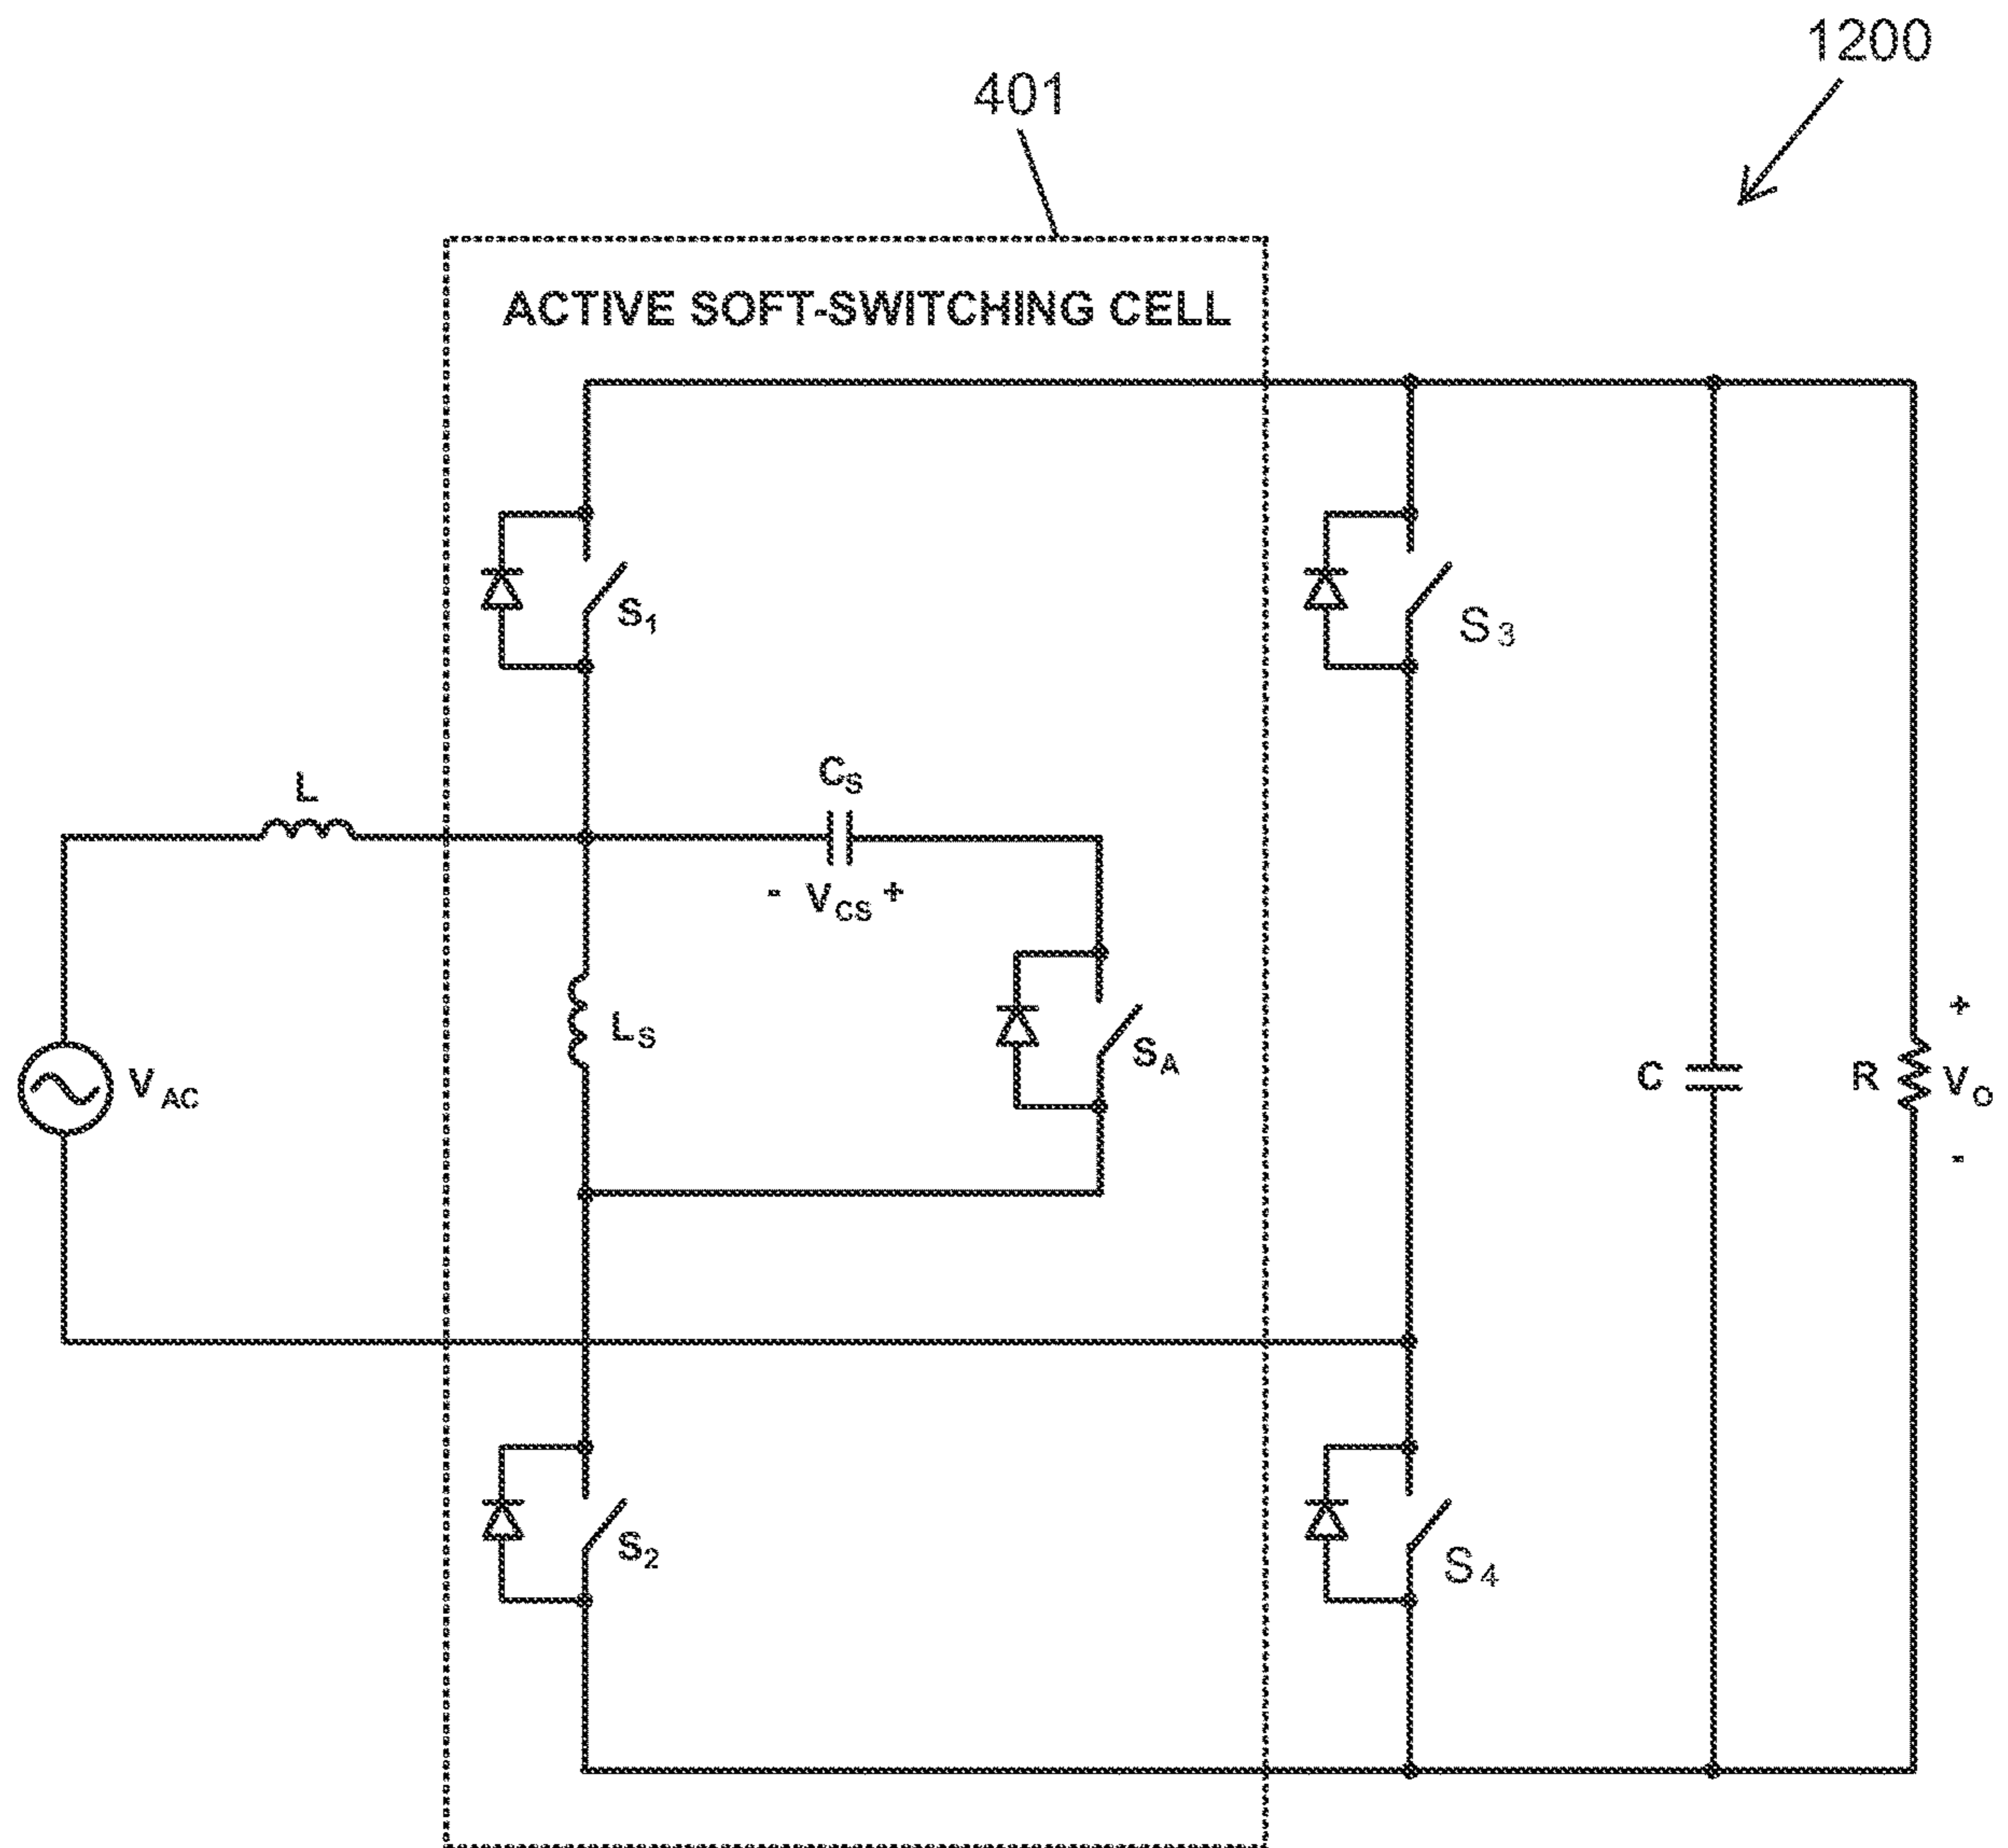 1200
401
ACTIVE SOFT-SWITCHING CELL
S1
S3
L
CS
- VCS +
LS
SA
VAC
C
R
+
VO
-
S2
S4